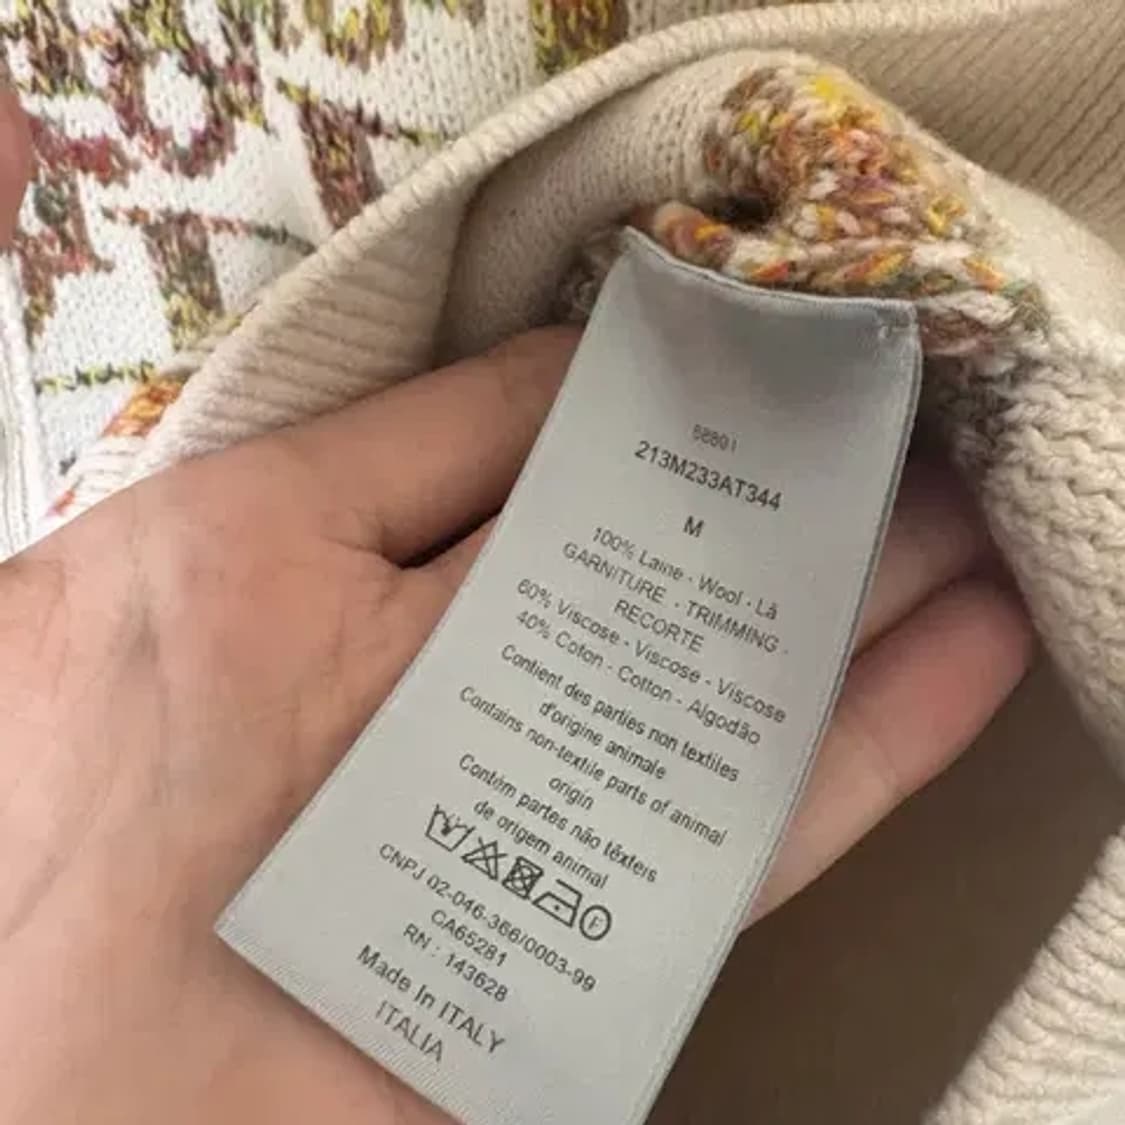 213M233AT344
M
100% Laine - Wool - Lã
GARNITURE - TRIMMING -
RECORTE
60% Viscose - Viscose - Viscose
40% Coton - Cotton - Algodão
Contient des parties non textiles
d'origine animale
Contains non-textile parts of animal
origin
Contém partes não têxteis
de origem animal
F
CNPJ 02-046-366/0003-99
CA65281
RN : 143628
Made In ITALY
ITALIA